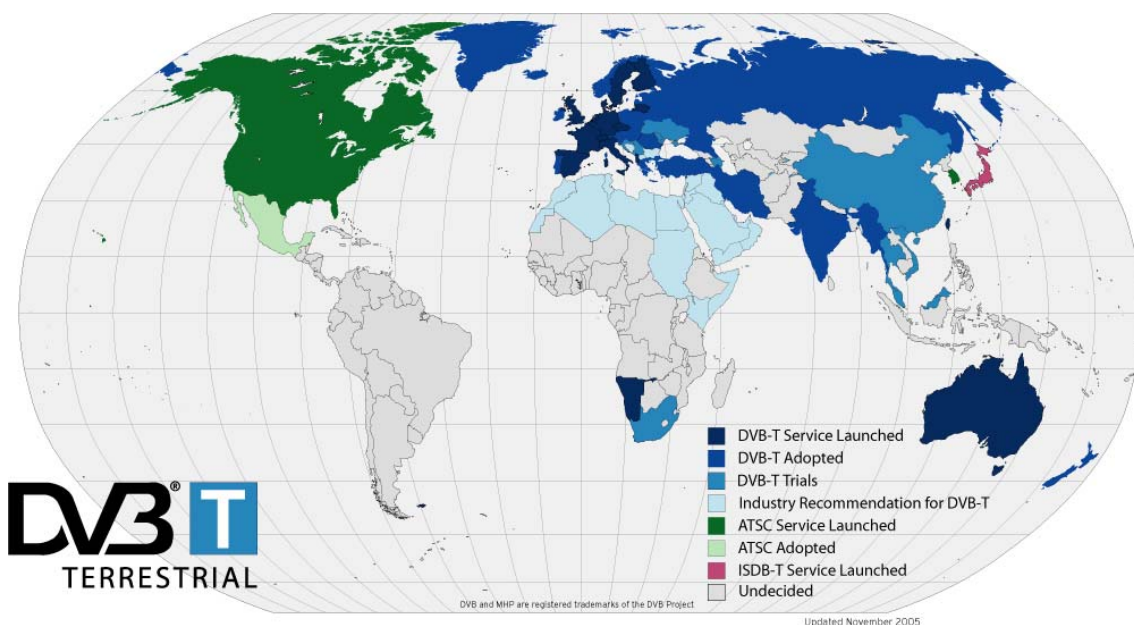 DVB-T Service Launched
DVB-T Adopted
DVB-T Trials
Industry Recommendation for DVB-T
ATSC Service Launched
ATSC Adopted
ISDB-T Service Launched
Undecided
DVB® T
TERRESTRIAL
DVB and MHP are registered trademarks of the DVB Project
Updated November 2005